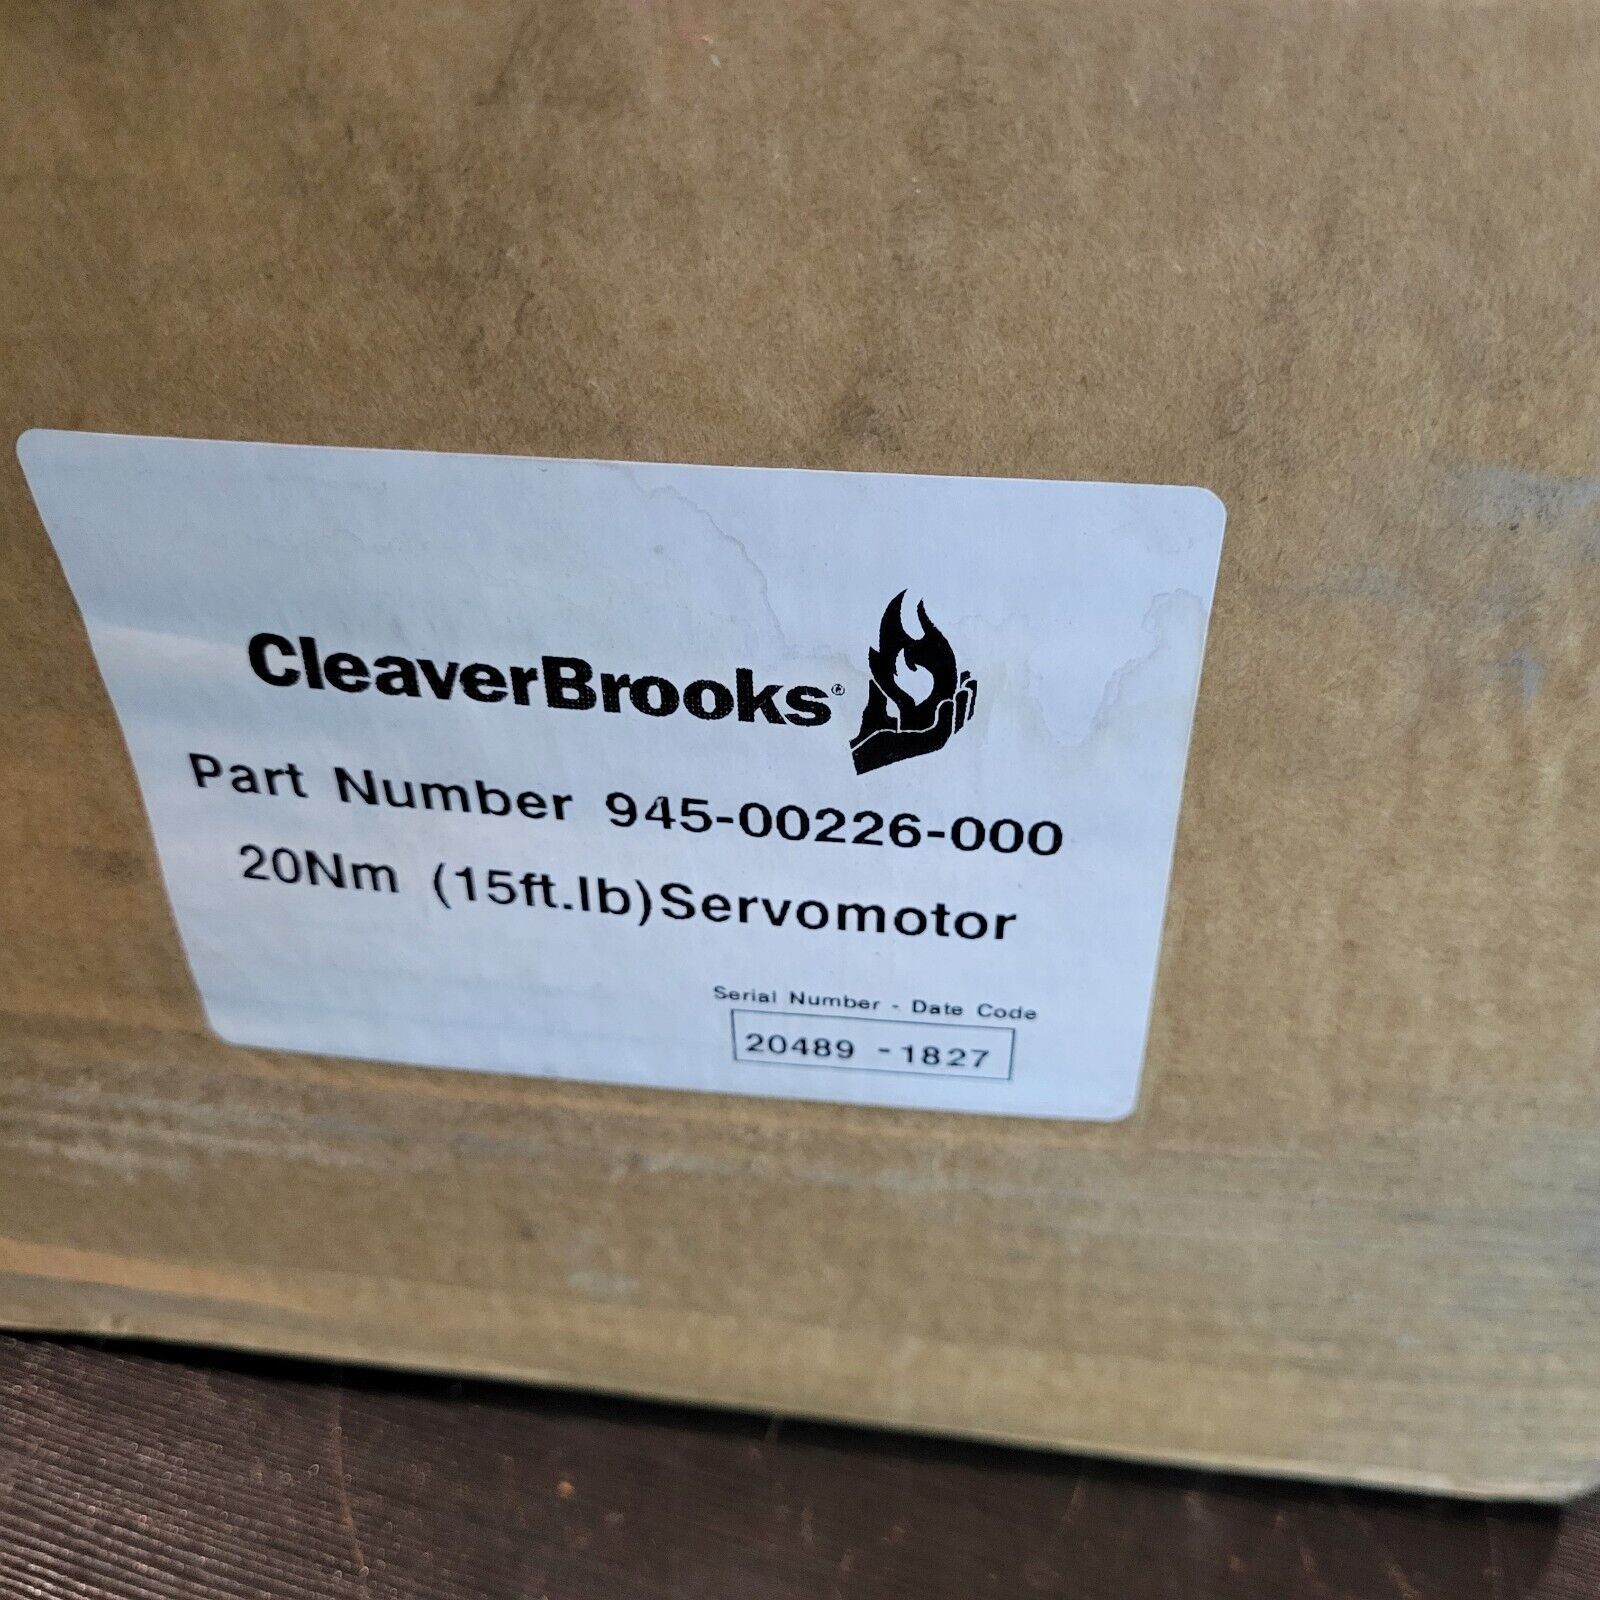 CleaverBrooks®
Part Number 945-00226-000
20Nm (15ft.lb)Servomotor
Serial Number - Date Code
20489 -1827